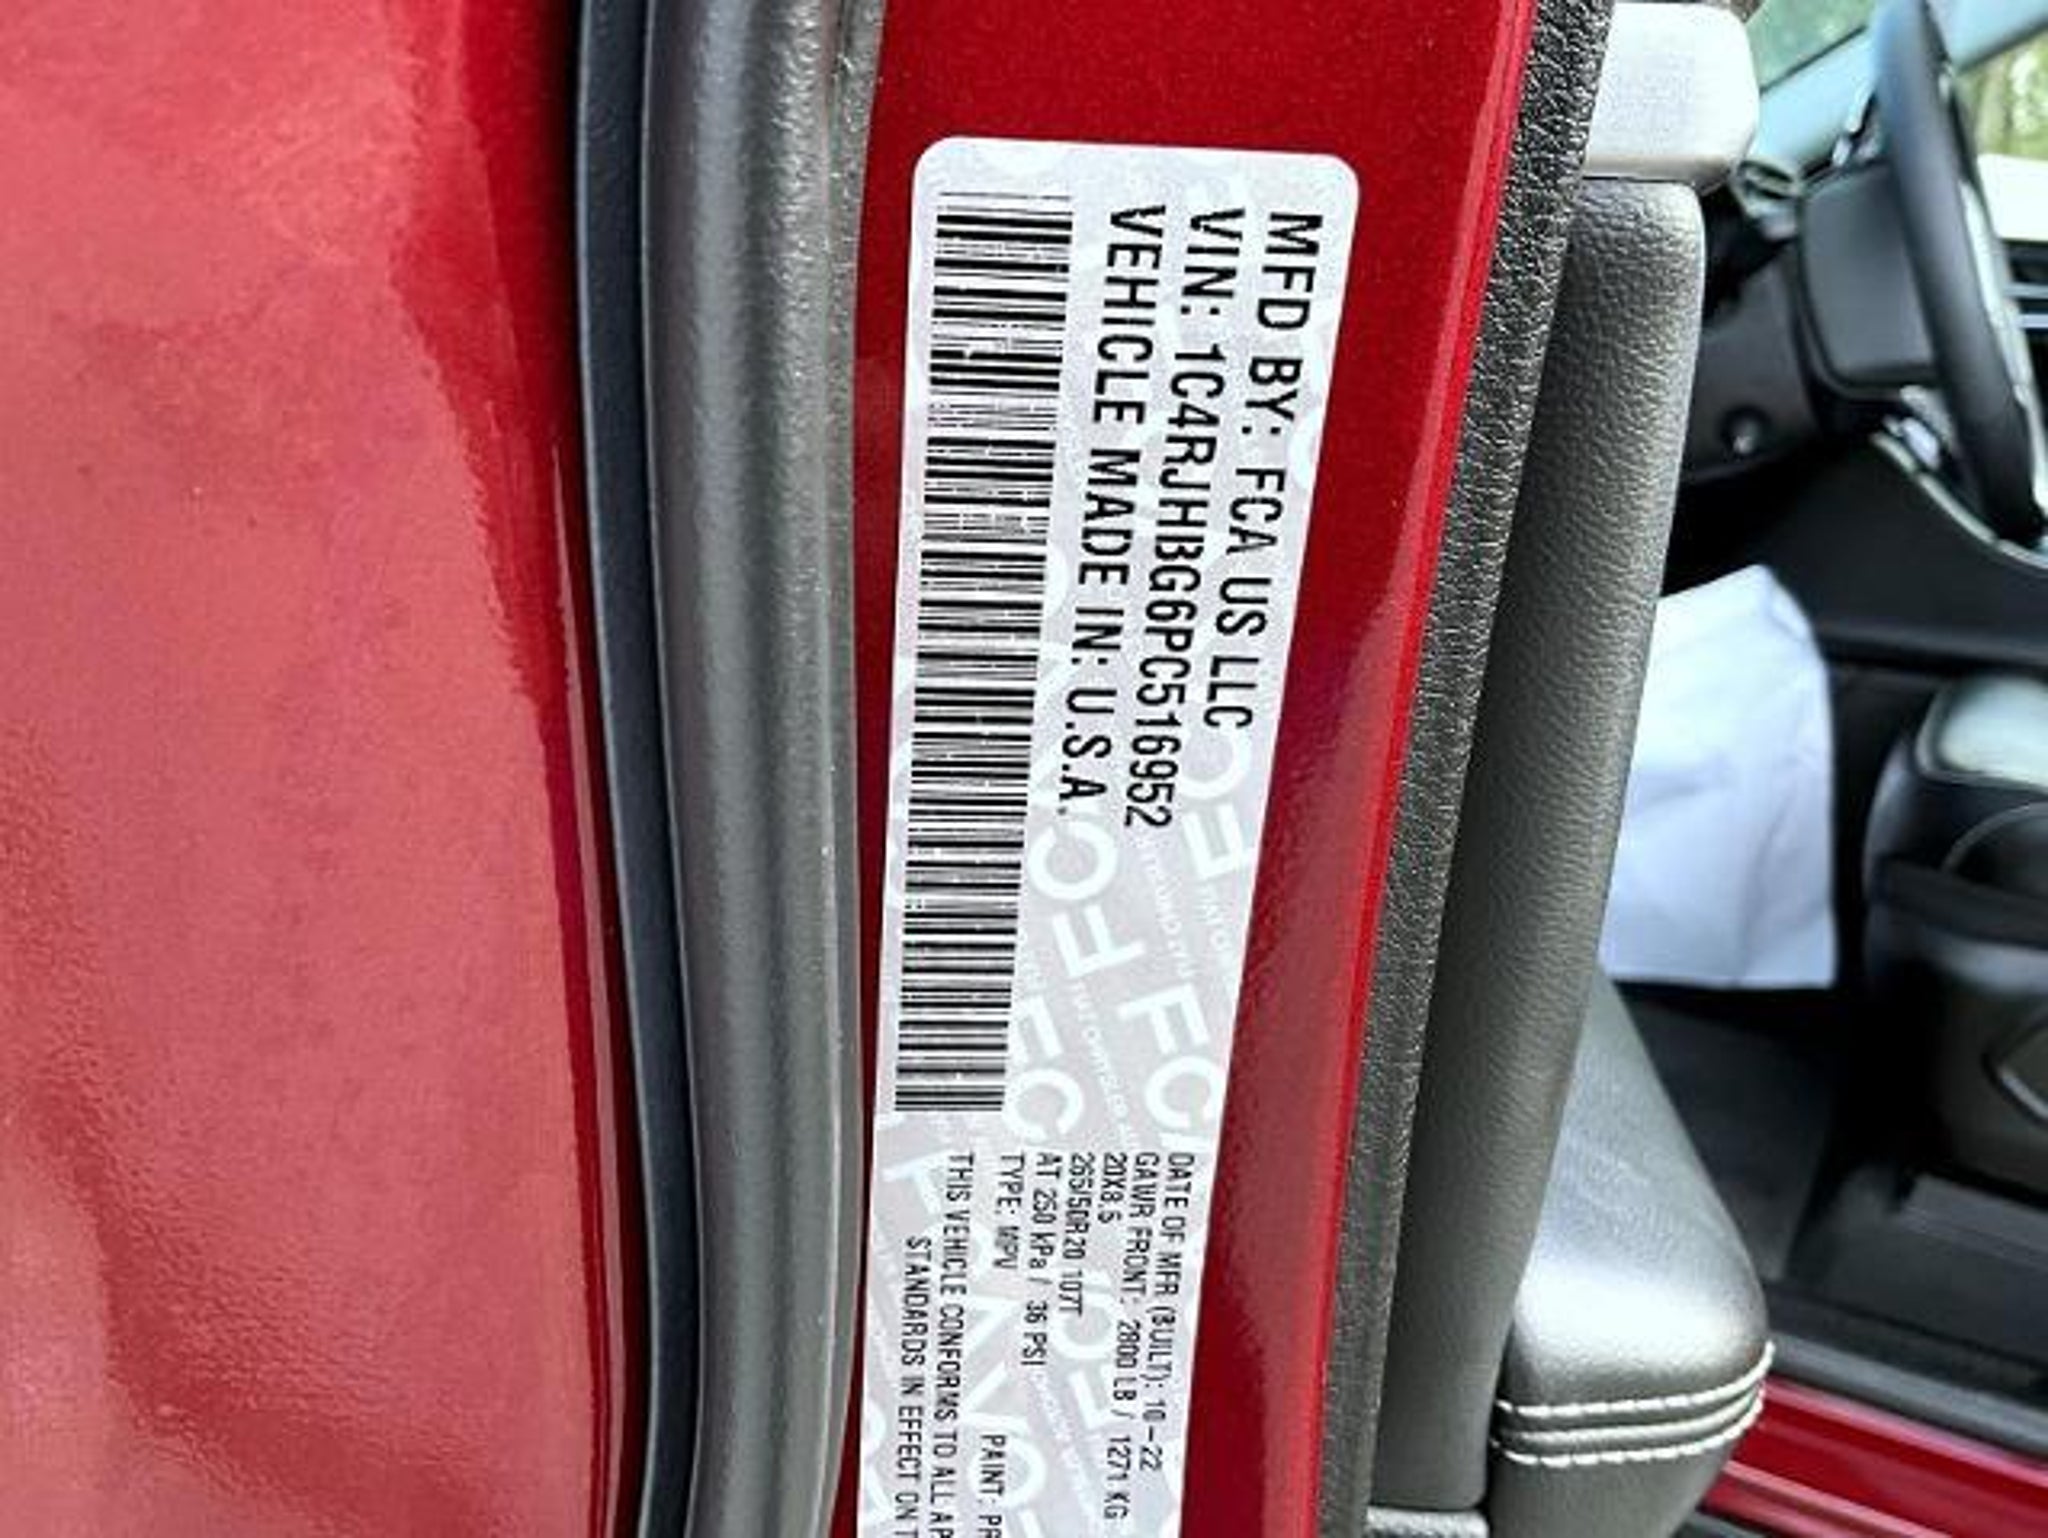 MFD BY: FCA US LLC
VIN: 1C4RJHBG6PC516952
VEHICLE MADE IN: U.S.A.
DATE OF MFR (BUILT): 10-22
GAWR FRONT: 2800 LB / 1271 KG
20X8.5
265/50R20 107T
AT 250 kPa / 36 PSI
TYPE: MPV PAINT:
THIS VEHICLE CONFORMS TO ALL
STANDARDS IN EFFECT ON